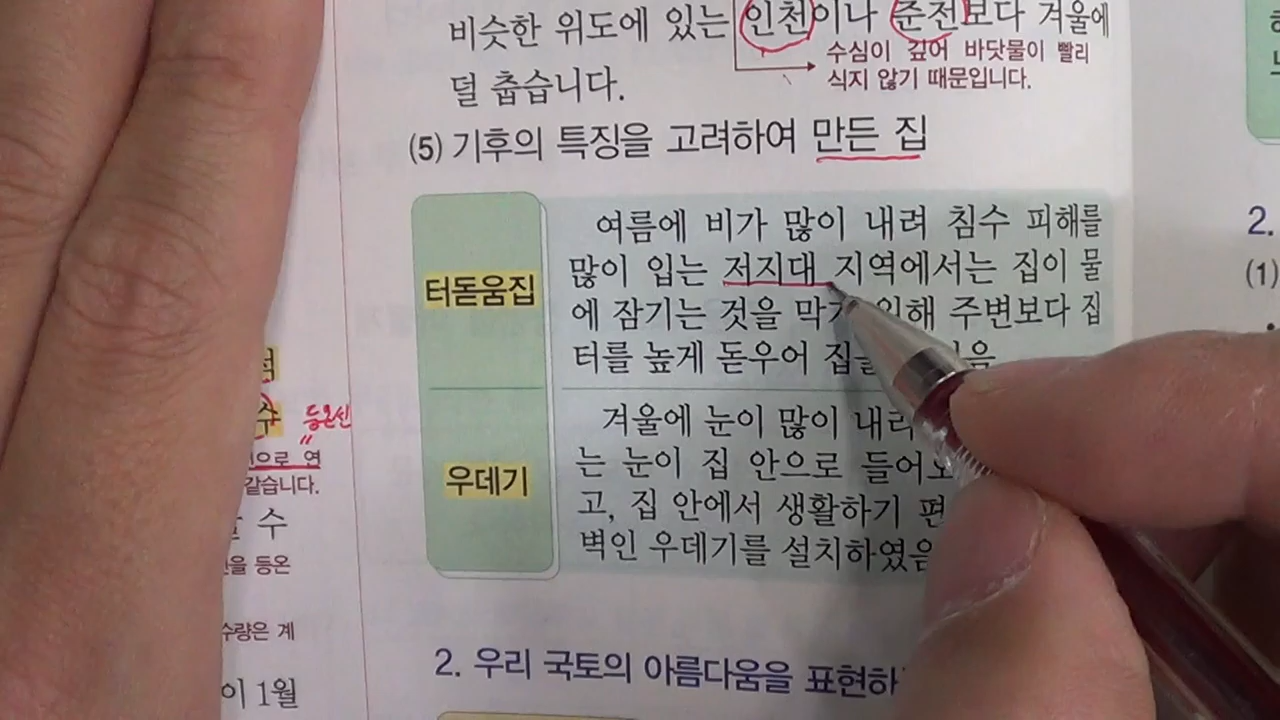 비슷한 위도에 있는 인천이나 춘천보다 겨울에
수심이 깊어 바닷물이 빨리
식지 않기 때문입니다.
덜 춥습니다.
(5) 기후의 특징을 고려하여 만든 집
터돋움집
여름에 비가 많이 내려 침수 피해를
많이 입는 저지대 지역에서는 집이 물
에 잠기는 것을 막기 위해 주변보다 집
터를 높게 돋우어 집을
우데기
겨울에 눈이 많이 내리
는 눈이 집 안으로 들어오
고, 집 안에서 생활하기 편
벽인 우데기를 설치하였음
2. 우리 국토의 아름다움을 표현하
수 등온선
으로 연
같습니다.
수
을 등온
수량은 계
이 1월
2.
(1)